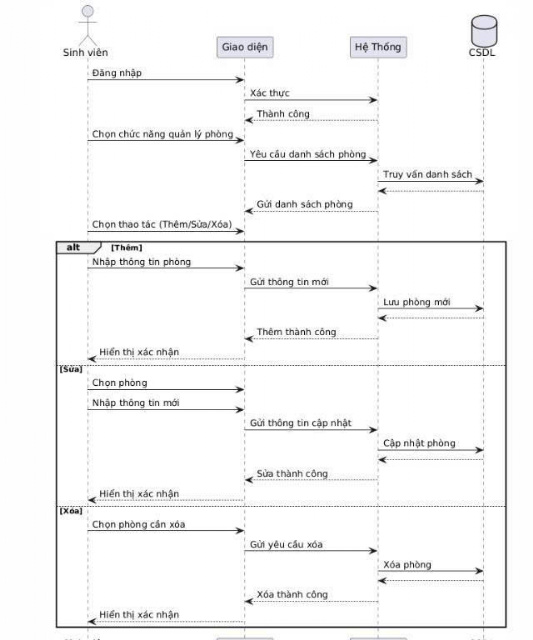 Sinh viên
Giao diện
Hệ Thống
CSDL
Đăng nhập
Xác thực
Thành công
Chọn chức năng quản lý phòng
Yêu cầu danh sách phòng
Truy vấn danh sách
Gửi danh sách phòng
Chọn thao tác (Thêm/Sửa/Xóa)
alt [Thêm]
Nhập thông tin phòng
Gửi thông tin mới
Lưu phòng mới
Thêm thành công
Hiển thị xác nhận
[Sửa]
Chọn phòng
Nhập thông tin mới
Gửi thông tin cập nhật
Cập nhật phòng
Sửa thành công
Hiển thị xác nhận
[Xóa]
Chọn phòng cần xóa
Gửi yêu cầu xóa
Xóa phòng
Xóa thành công
Hiển thị xác nhận